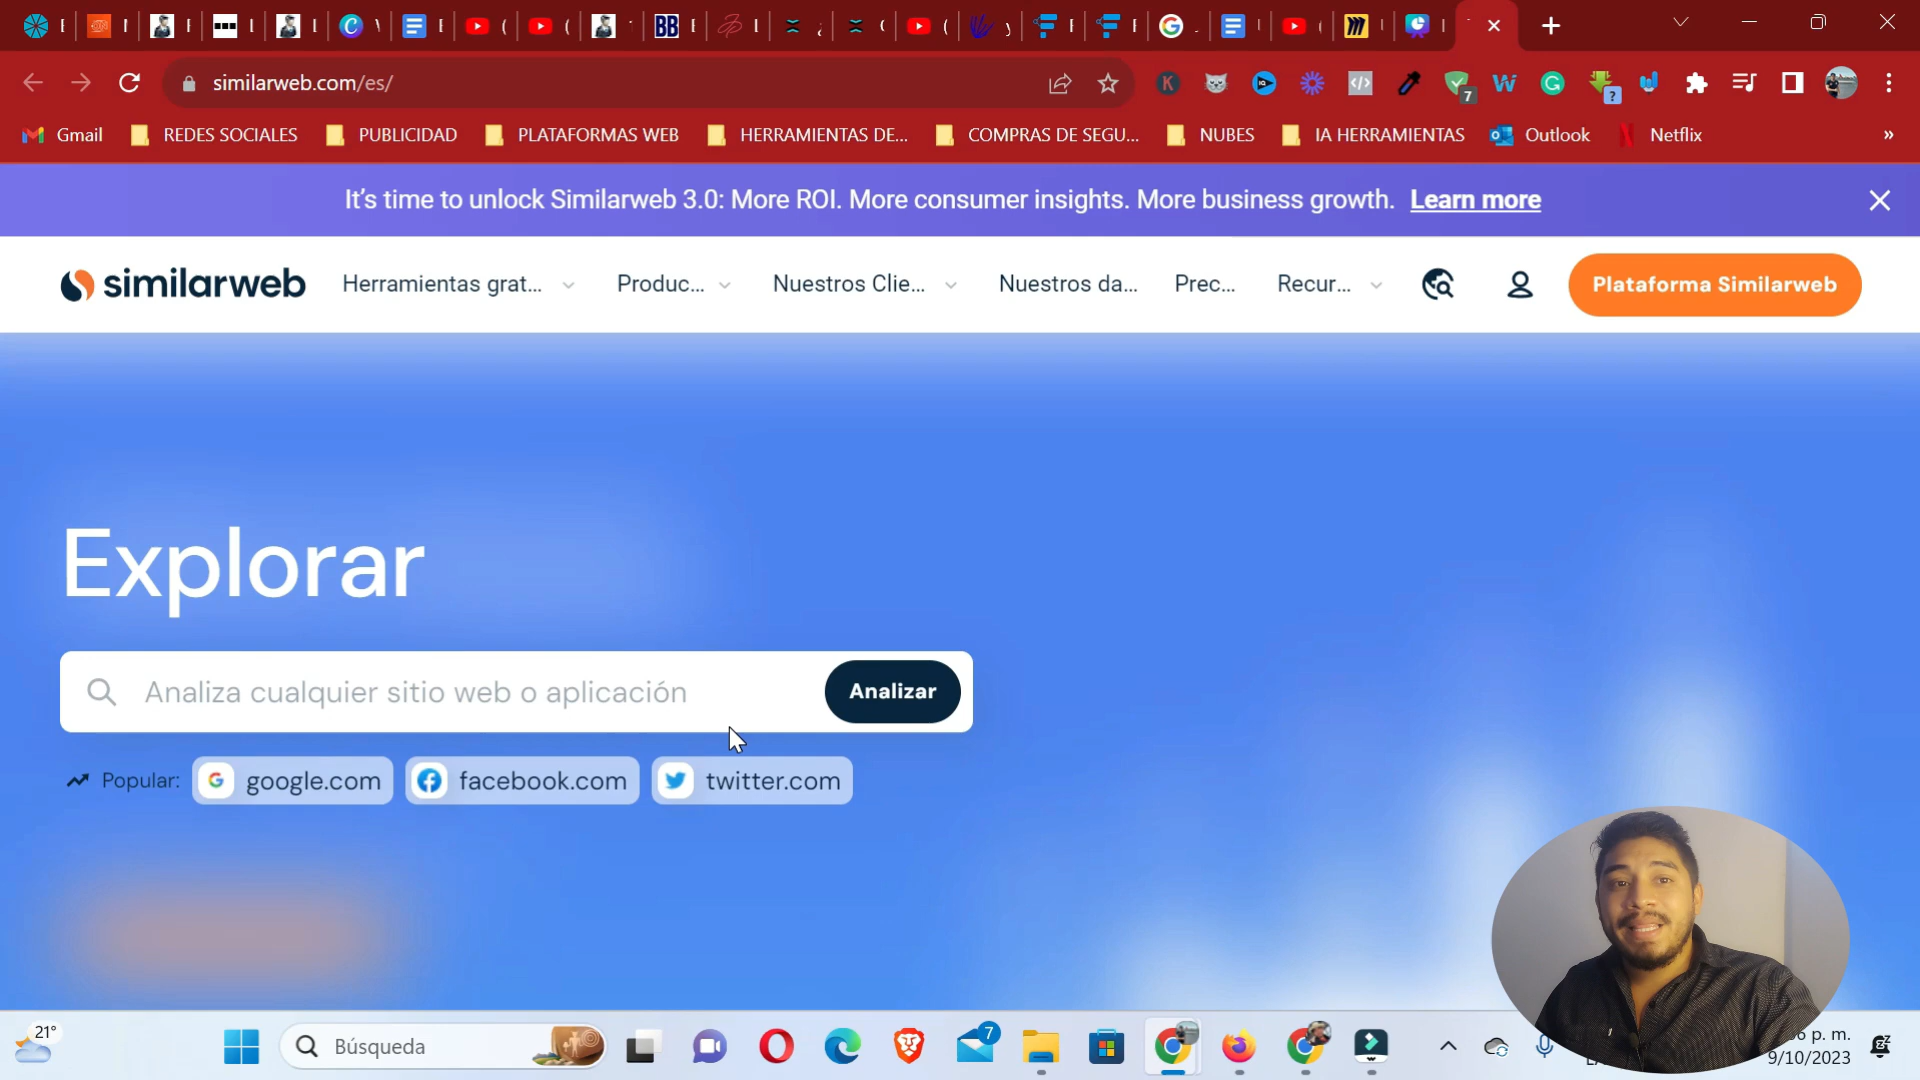 similarweb.com/es/
7
?
Gmail
REDES SOCIALES
PUBLICIDAD
PLATAFORMAS WEB
HERRAMIENTAS DE...
COMPRAS DE SEGU...
NUBES
IA HERRAMIENTAS
Outlook
Netflix
»
It's time to unlock Similarweb 3.0: More ROI. More consumer insights. More business growth. Learn more
similarweb
Herramientas grat...
Produc...
Nuestros Clie...
Nuestros da...
Prec...
Recur...
Plataforma Similarweb
Explorar
Analiza cualquier sitio web o aplicación
Analizar
Popular:
google.com
facebook.com
twitter.com
21°
Búsqueda
7
6 p. m.
9/10/2023